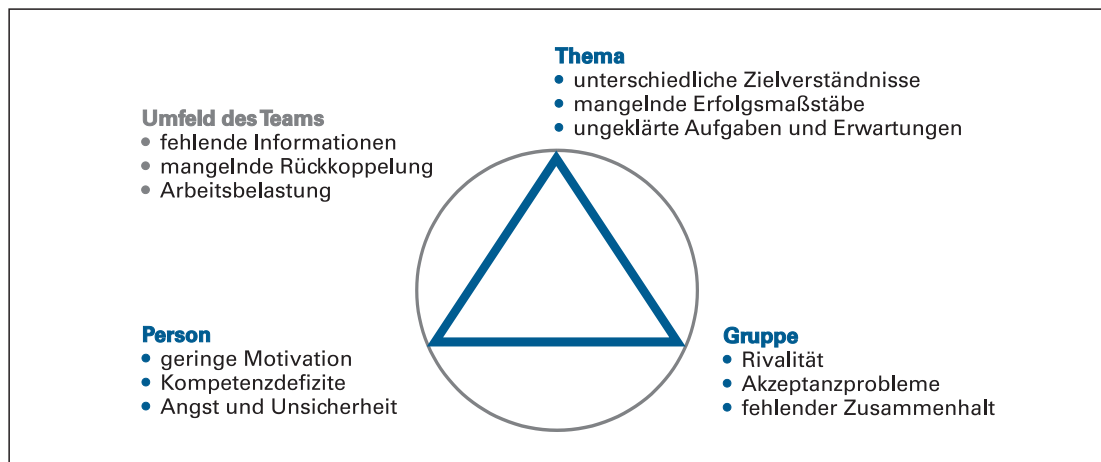 Thema
• unterschiedliche Zielverständnisse
• mangelnde Erfolgsmaßstäbe
• ungeklärte Aufgaben und Erwartungen
Umfeld des Teams
• fehlende Informationen
• mangelnde Rückkoppelung
• Arbeitsbelastung
Person
• geringe Motivation
• Kompetenzdefizite
• Angst und Unsicherheit
Gruppe
• Rivalität
• Akzeptanzprobleme
• fehlender Zusammenhalt